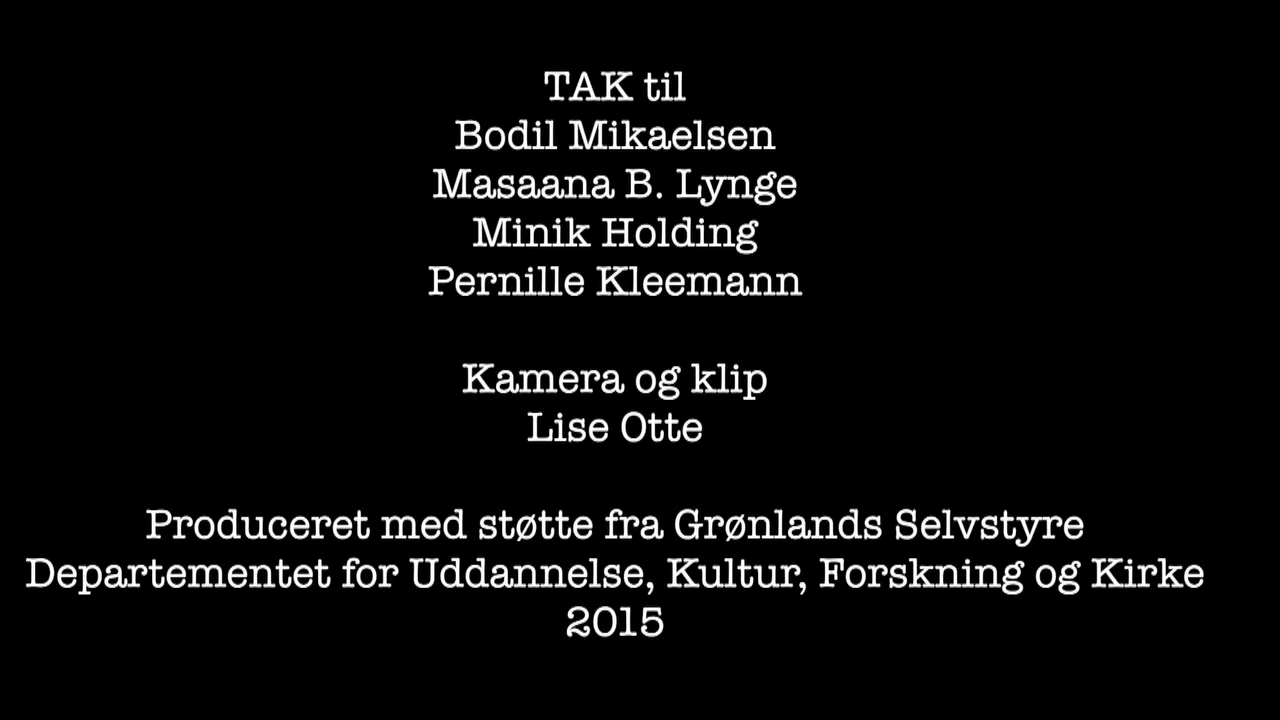 TAK til
Bodil Mikaelsen
Masaana B. Lynge
Minik Holding
Pernille Kleemann
Kamera og klip
Lise Otte
Produceret med støtte fra Grønlands Selvstyre
Departementet for Uddannelse, Kultur, Forskning og Kirke
2015